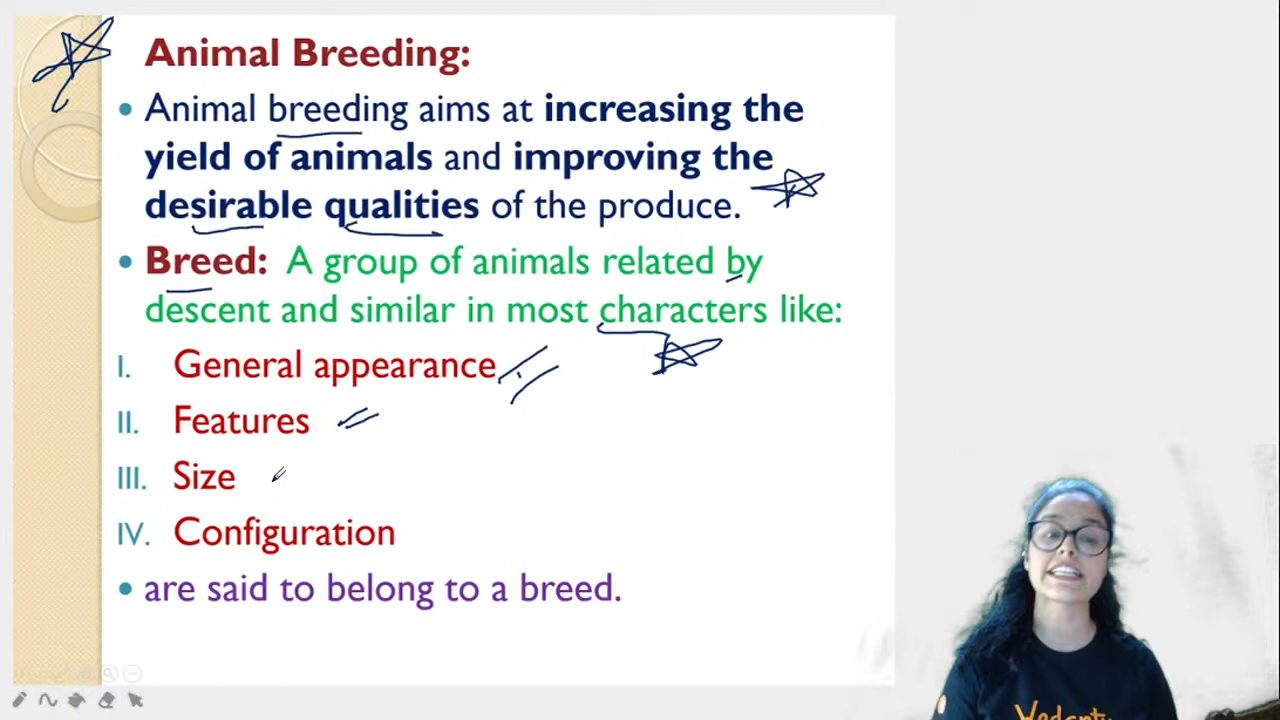 Animal Breeding:
• Animal breeding aims at increasing the
yield of animals and improving the
desirable qualities of the produce.
• Breed: A group of animals related by
descent and similar in most characters like:
I. General appearance
II. Features
III. Size
IV. Configuration
• are said to belong to a breed.